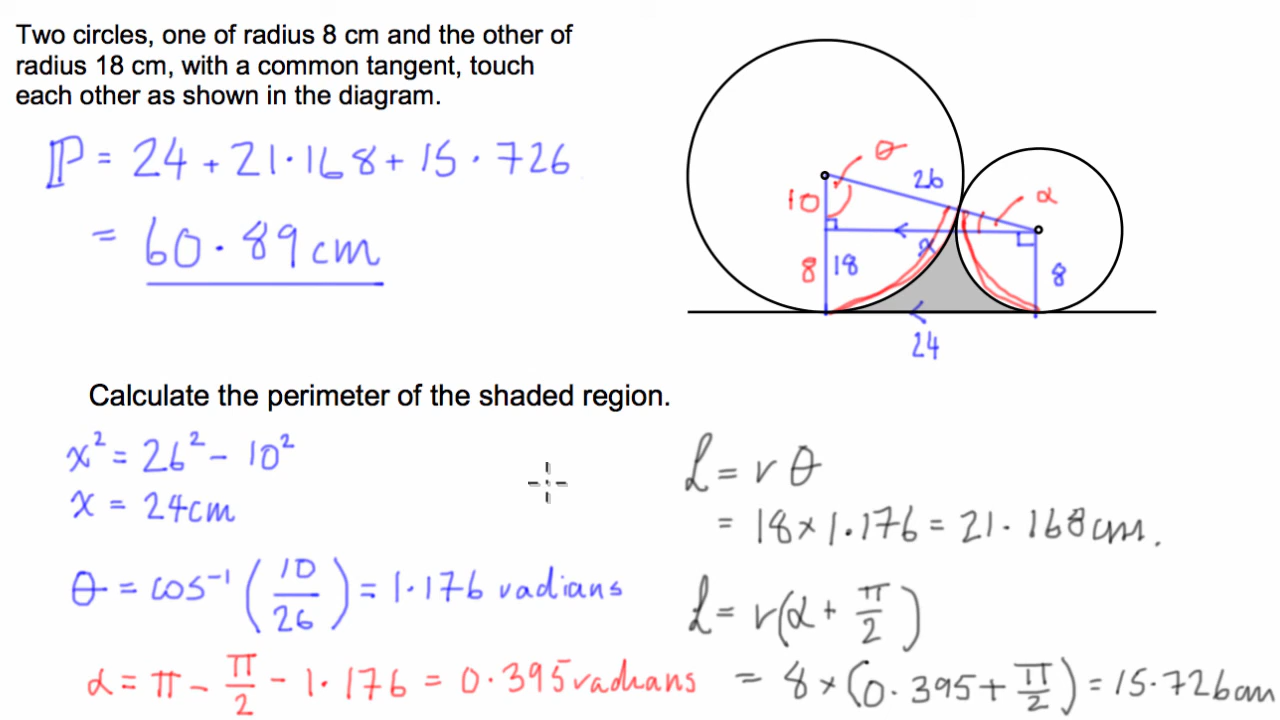 Two circles, one of radius 8 cm and the other of
radius 18 cm, with a common tangent, touch
each other as shown in the diagram.
P = 24 + 21.168 + 15.726
= 60.89 cm
θ
26
10
α
x
8
18
8
24
Calculate the perimeter of the shaded region.
x² = 26² - 10²
x = 24cm
θ = cos⁻¹ (10/26) = 1.176 radians
α = π - π/2 - 1.176 = 0.395 radians
l = rθ
= 18 × 1.176 = 21.168 cm.
l = r(α + π/2)
= 8 × (0.395 + π/2) = 15.726 cm